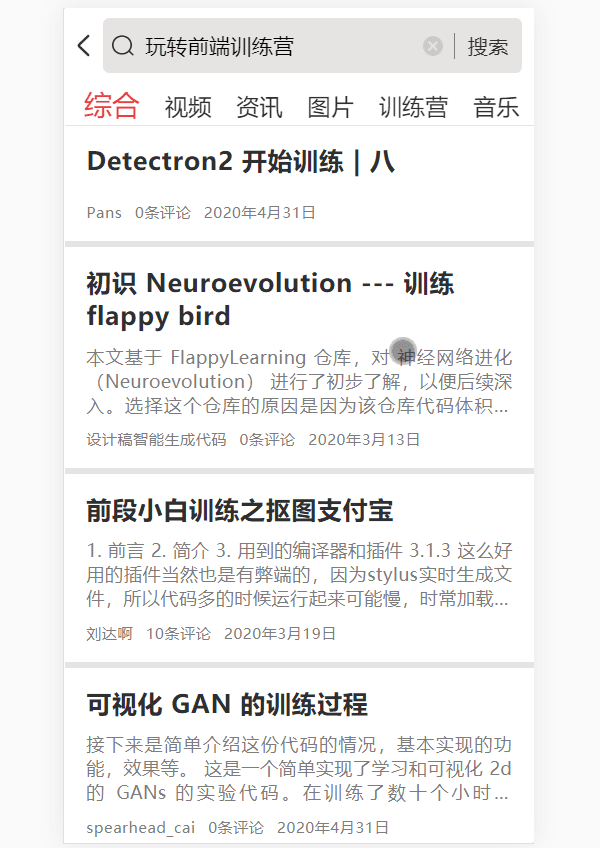 玩转前端训练营
搜索
综合 视频 资讯 图片 训练营 音乐
Detectron2 开始训练 | 八
Pans 0条评论 2020年4月31日
初识 Neuroevolution --- 训练
flappy bird
本文基于 FlappyLearning 仓库，对 神经网络进化
（Neuroevolution） 进行了初步了解，以便后续深
入。选择这个仓库的原因是因为该仓库代码体积...
设计稿智能生成代码 0条评论 2020年3月13日
前段小白训练之抠图支付宝
1. 前言 2. 简介 3. 用到的编译器和插件 3.1.3 这么好
用的插件当然也是有弊端的，因为stylus实时生成文
件，所以代码多的时候运行起来可能慢，时常加载...
刘达啊 10条评论 2020年3月19日
可视化 GAN 的训练过程
接下来是简单介绍这份代码的情况，基本实现的功
能，效果等。 这是一个简单实现了学习和可视化 2d
的 GANs 的实验代码。在训练了数十个小时...
spearhead_cai 0条评论 2020年4月31日